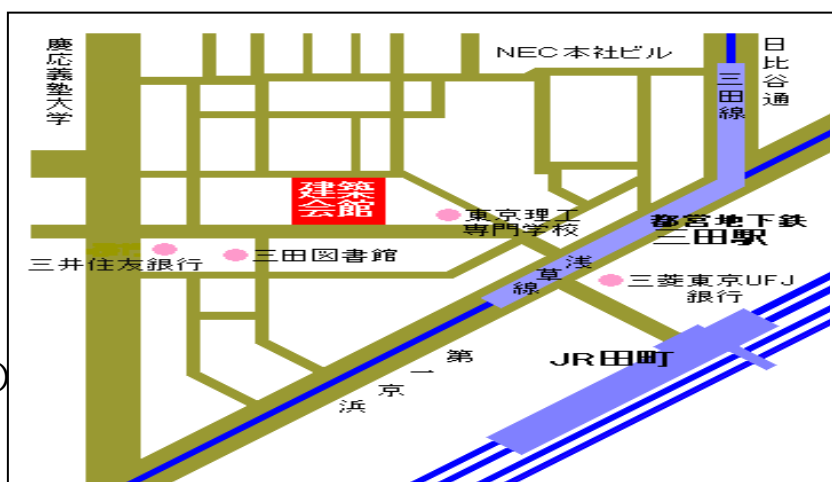 慶応義塾大学
NEC本社ビル
日比谷通
三田線
建築
会館
東京理工
専門学校
都営地下鉄
三田駅
三井住友銀行
三田図書館
浅草線
三菱東京UFJ
銀行
JR田町
第一京浜
)